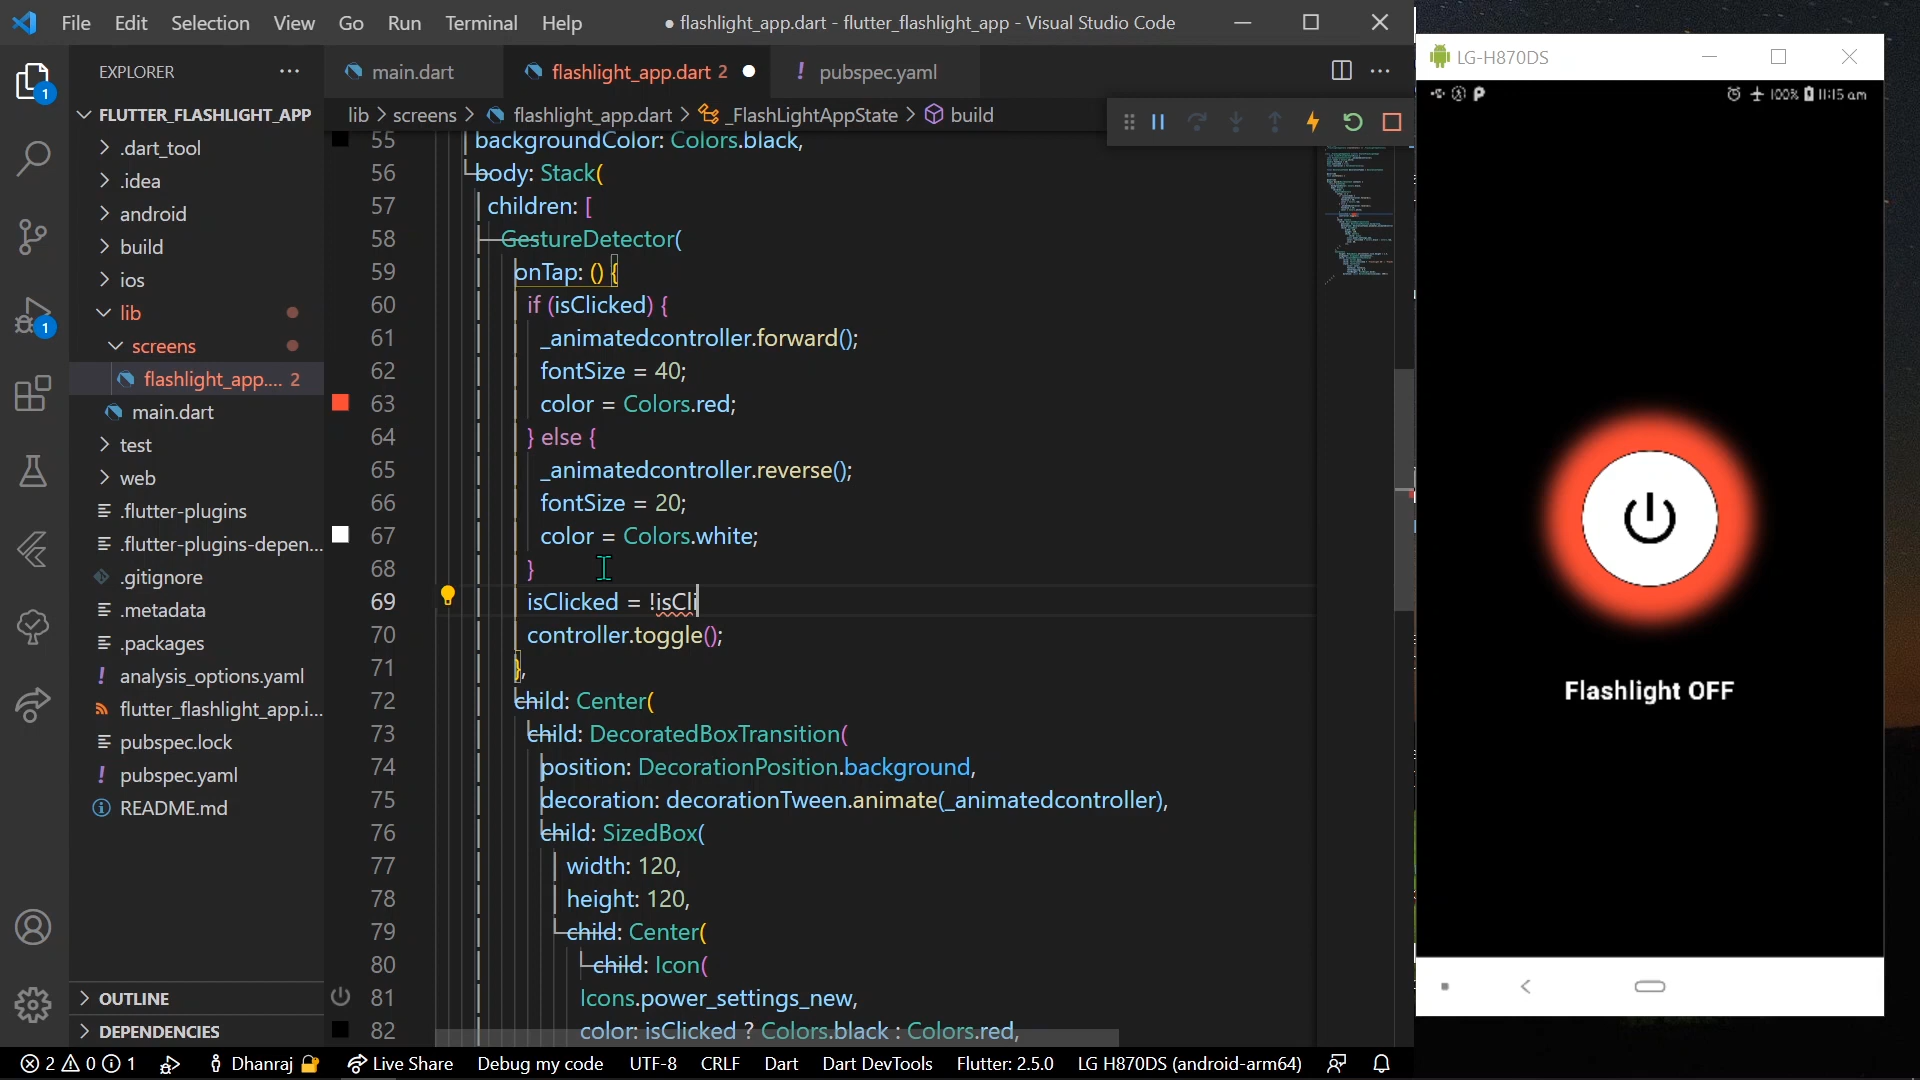 File Edit Selection View Go Run Terminal Help
● flashlight_app.dart - flutter_flashlight_app - Visual Studio Code
EXPLORER
main.dart
flashlight_app.dart 2
! pubspec.yaml
lib > screens > flashlight_app.dart > _FlashLightAppState > build
1
FLUTTER_FLASHLIGHT_APP
.dart_tool
.idea
android
build
ios
lib
screens
flashlight_app.... 2
main.dart
test
web
.flutter-plugins
.flutter-plugins-depen...
.gitignore
.metadata
.packages
! analysis_options.yaml
flutter_flashlight_app.i...
pubspec.lock
! pubspec.yaml
README.md
OUTLINE
DEPENDENCIES
1
55 backgroundColor: Colors.black,
56 body: Stack(
57 children: [
58 GestureDetector(
59 onTap: () {
60 if (isClicked) {
61 _animatedcontroller.forward();
62 fontSize = 40;
63 color = Colors.red;
64 } else {
65 _animatedcontroller.reverse();
66 fontSize = 20;
67 color = Colors.white;
68 }
69 isClicked = !isCli
70 controller.toggle();
71 },
72 child: Center(
73 child: DecoratedBoxTransition(
74 position: DecorationPosition.background,
75 decoration: decorationTween.animate(_animatedcontroller),
76 child: SizedBox(
77 width: 120,
78 height: 120,
79 child: Center(
80 child: Icon(
81 Icons.power_settings_new,
82 color: isClicked ? Colors.black : Colors.red,
2 0 1 Dhanraj Live Share Debug my code UTF-8 CRLF Dart Dart DevTools Flutter: 2.5.0 LG H870DS (android-arm64)
LG-H870DS
100% 11:15 am
Flashlight OFF